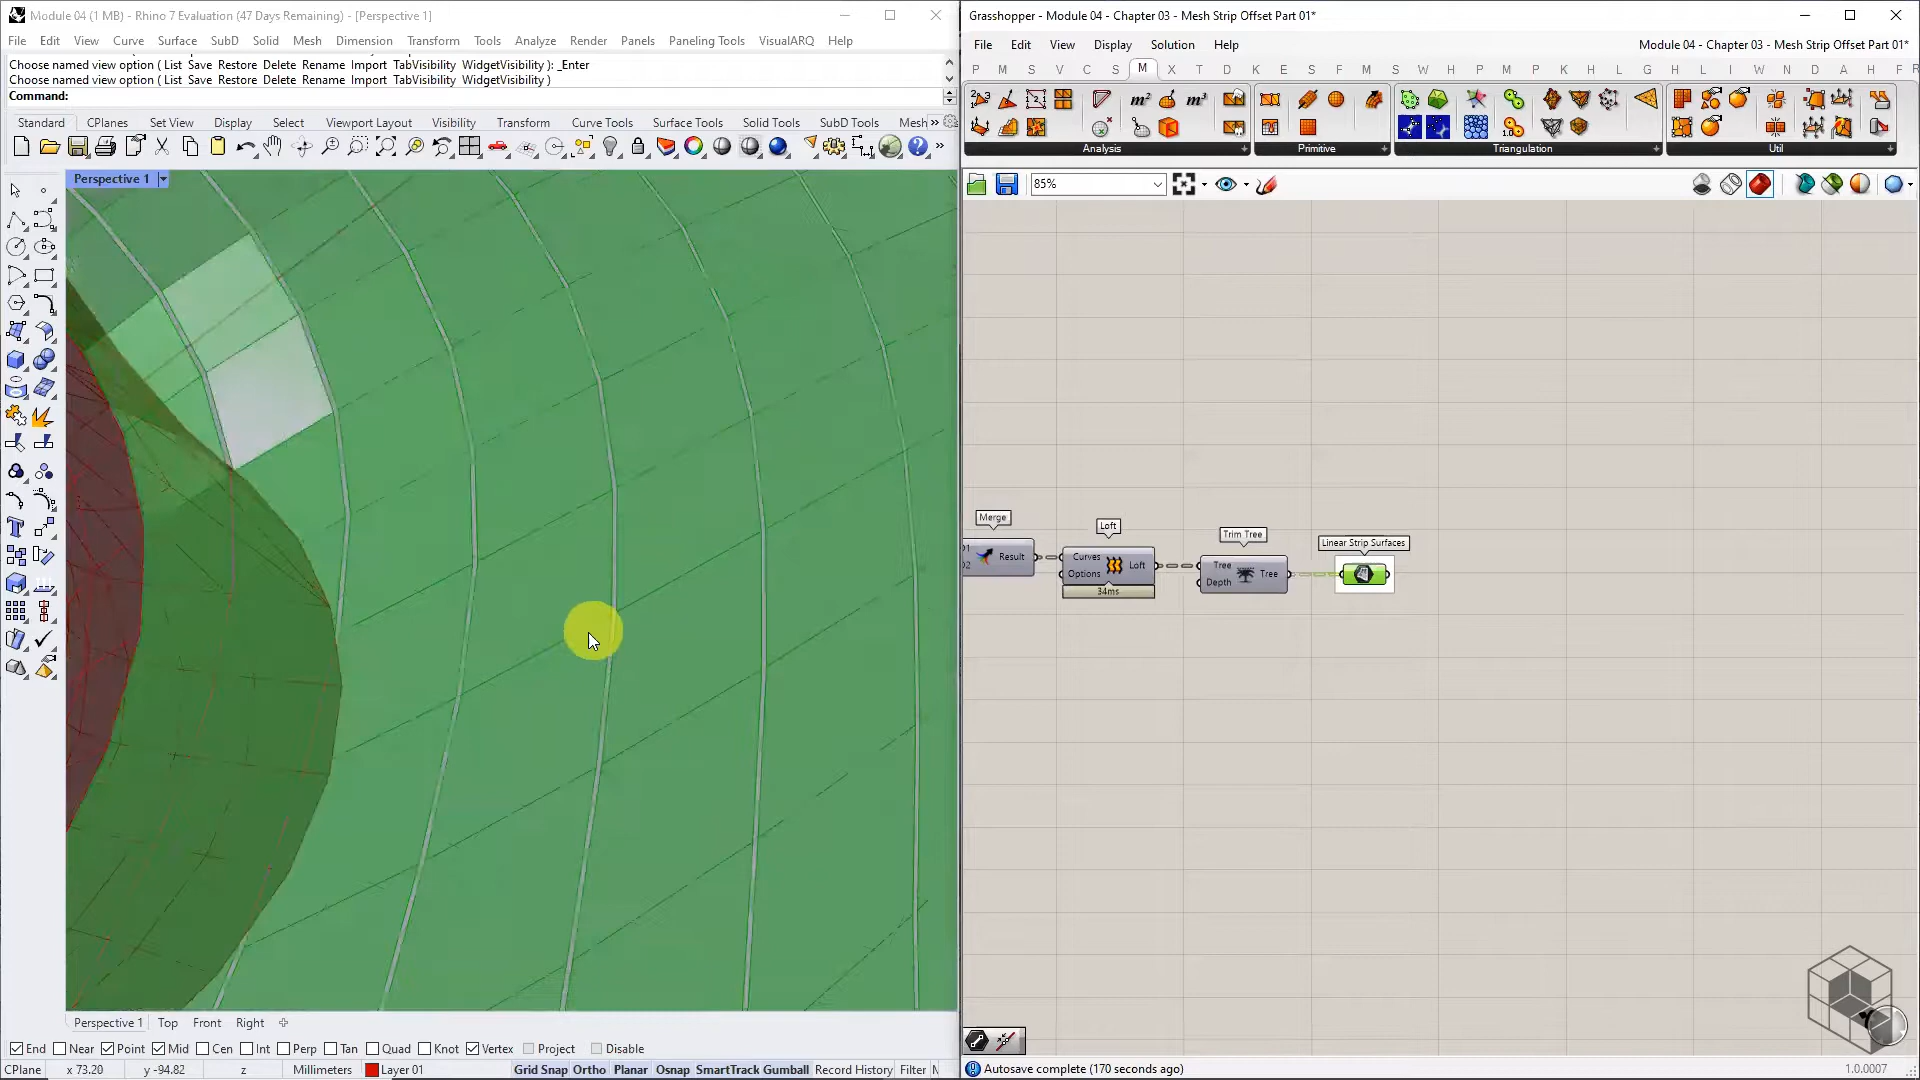 Module 04 (1 MB) - Rhino 7 Evaluation (47 Days Remaining) - [Perspective 1]
File Edit View Curve Surface SubD Solid Mesh Dimension Transform Tools Analyze Render Panels Paneling Tools VisualARQ Help
Choose named view option ( List Save Restore Delete Rename Import TabVisibility WidgetVisibility ): _Enter
Choose named view option ( List Save Restore Delete Rename Import TabVisibility WidgetVisibility )
Command:
Standard CPlanes Set View Display Select Viewport Layout Visibility Transform Curve Tools Surface Tools Solid Tools SubD Tools Mesh
Perspective 1
Perspective 1 Top Front Right
End Near Point Mid Cen Int Perp Tan Quad Knot Vertex Project Disable
CPlane x 73.20 y -94.82 z Millimeters Layer 01 Grid Snap Ortho Planar Osnap SmartTrack Gumball Record History Filter M
Grasshopper - Module 04 - Chapter 03 - Mesh Strip Offset Part 01*
File Edit View Display Solution Help
Module 04 - Chapter 03 - Mesh Strip Offset Part 01*
P M S V C S M X T D K F M S W H P M P M K H L G H L I W N D A H F
Analysis Primitive Triangulation Util
85%
Merge
Result
Loft
Curves
Options
Loft
34ms
Trim Tree
Tree
Depth
Tree
Linear Strip Surfaces
Autosave complete (170 seconds ago)
1.0.0007